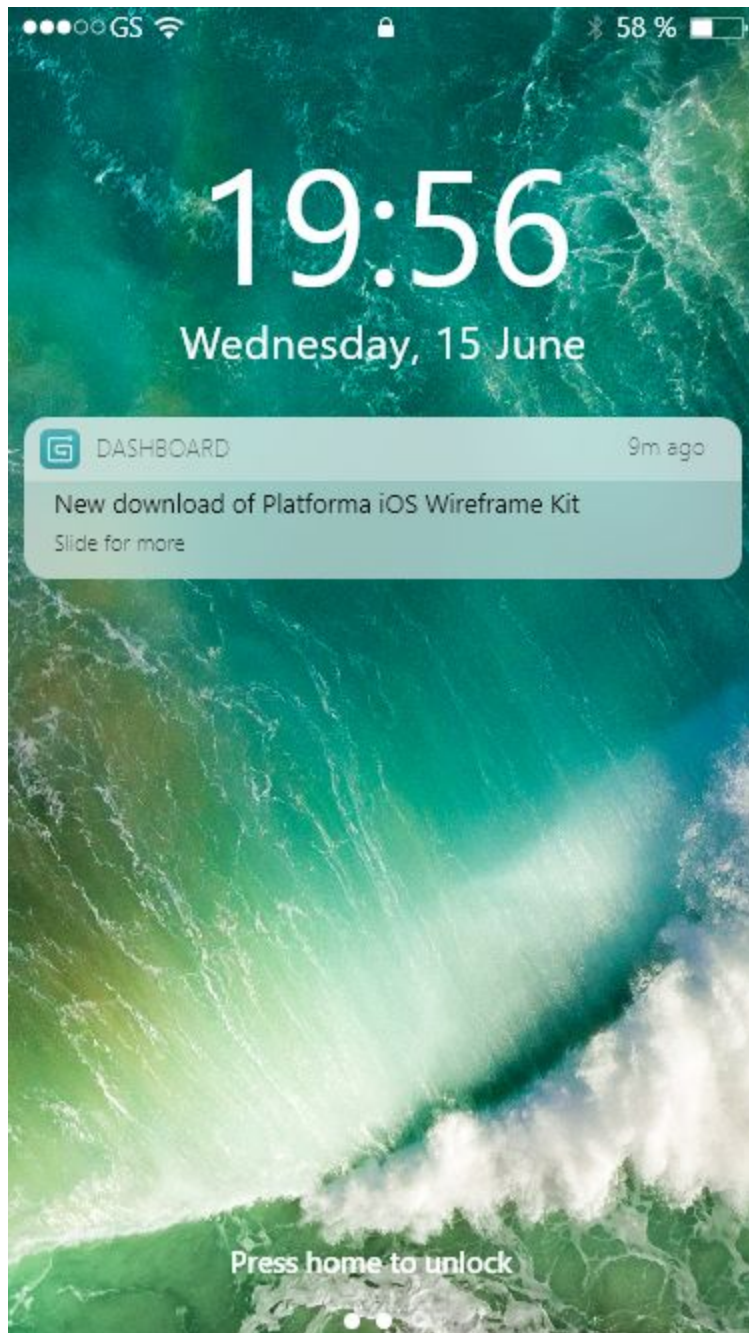 GS 58 %
19:56
Wednesday, 15 June
DASHBOARD 9m ago
New download of Platforma iOS Wireframe Kit
Slide for more
Press home to unlock